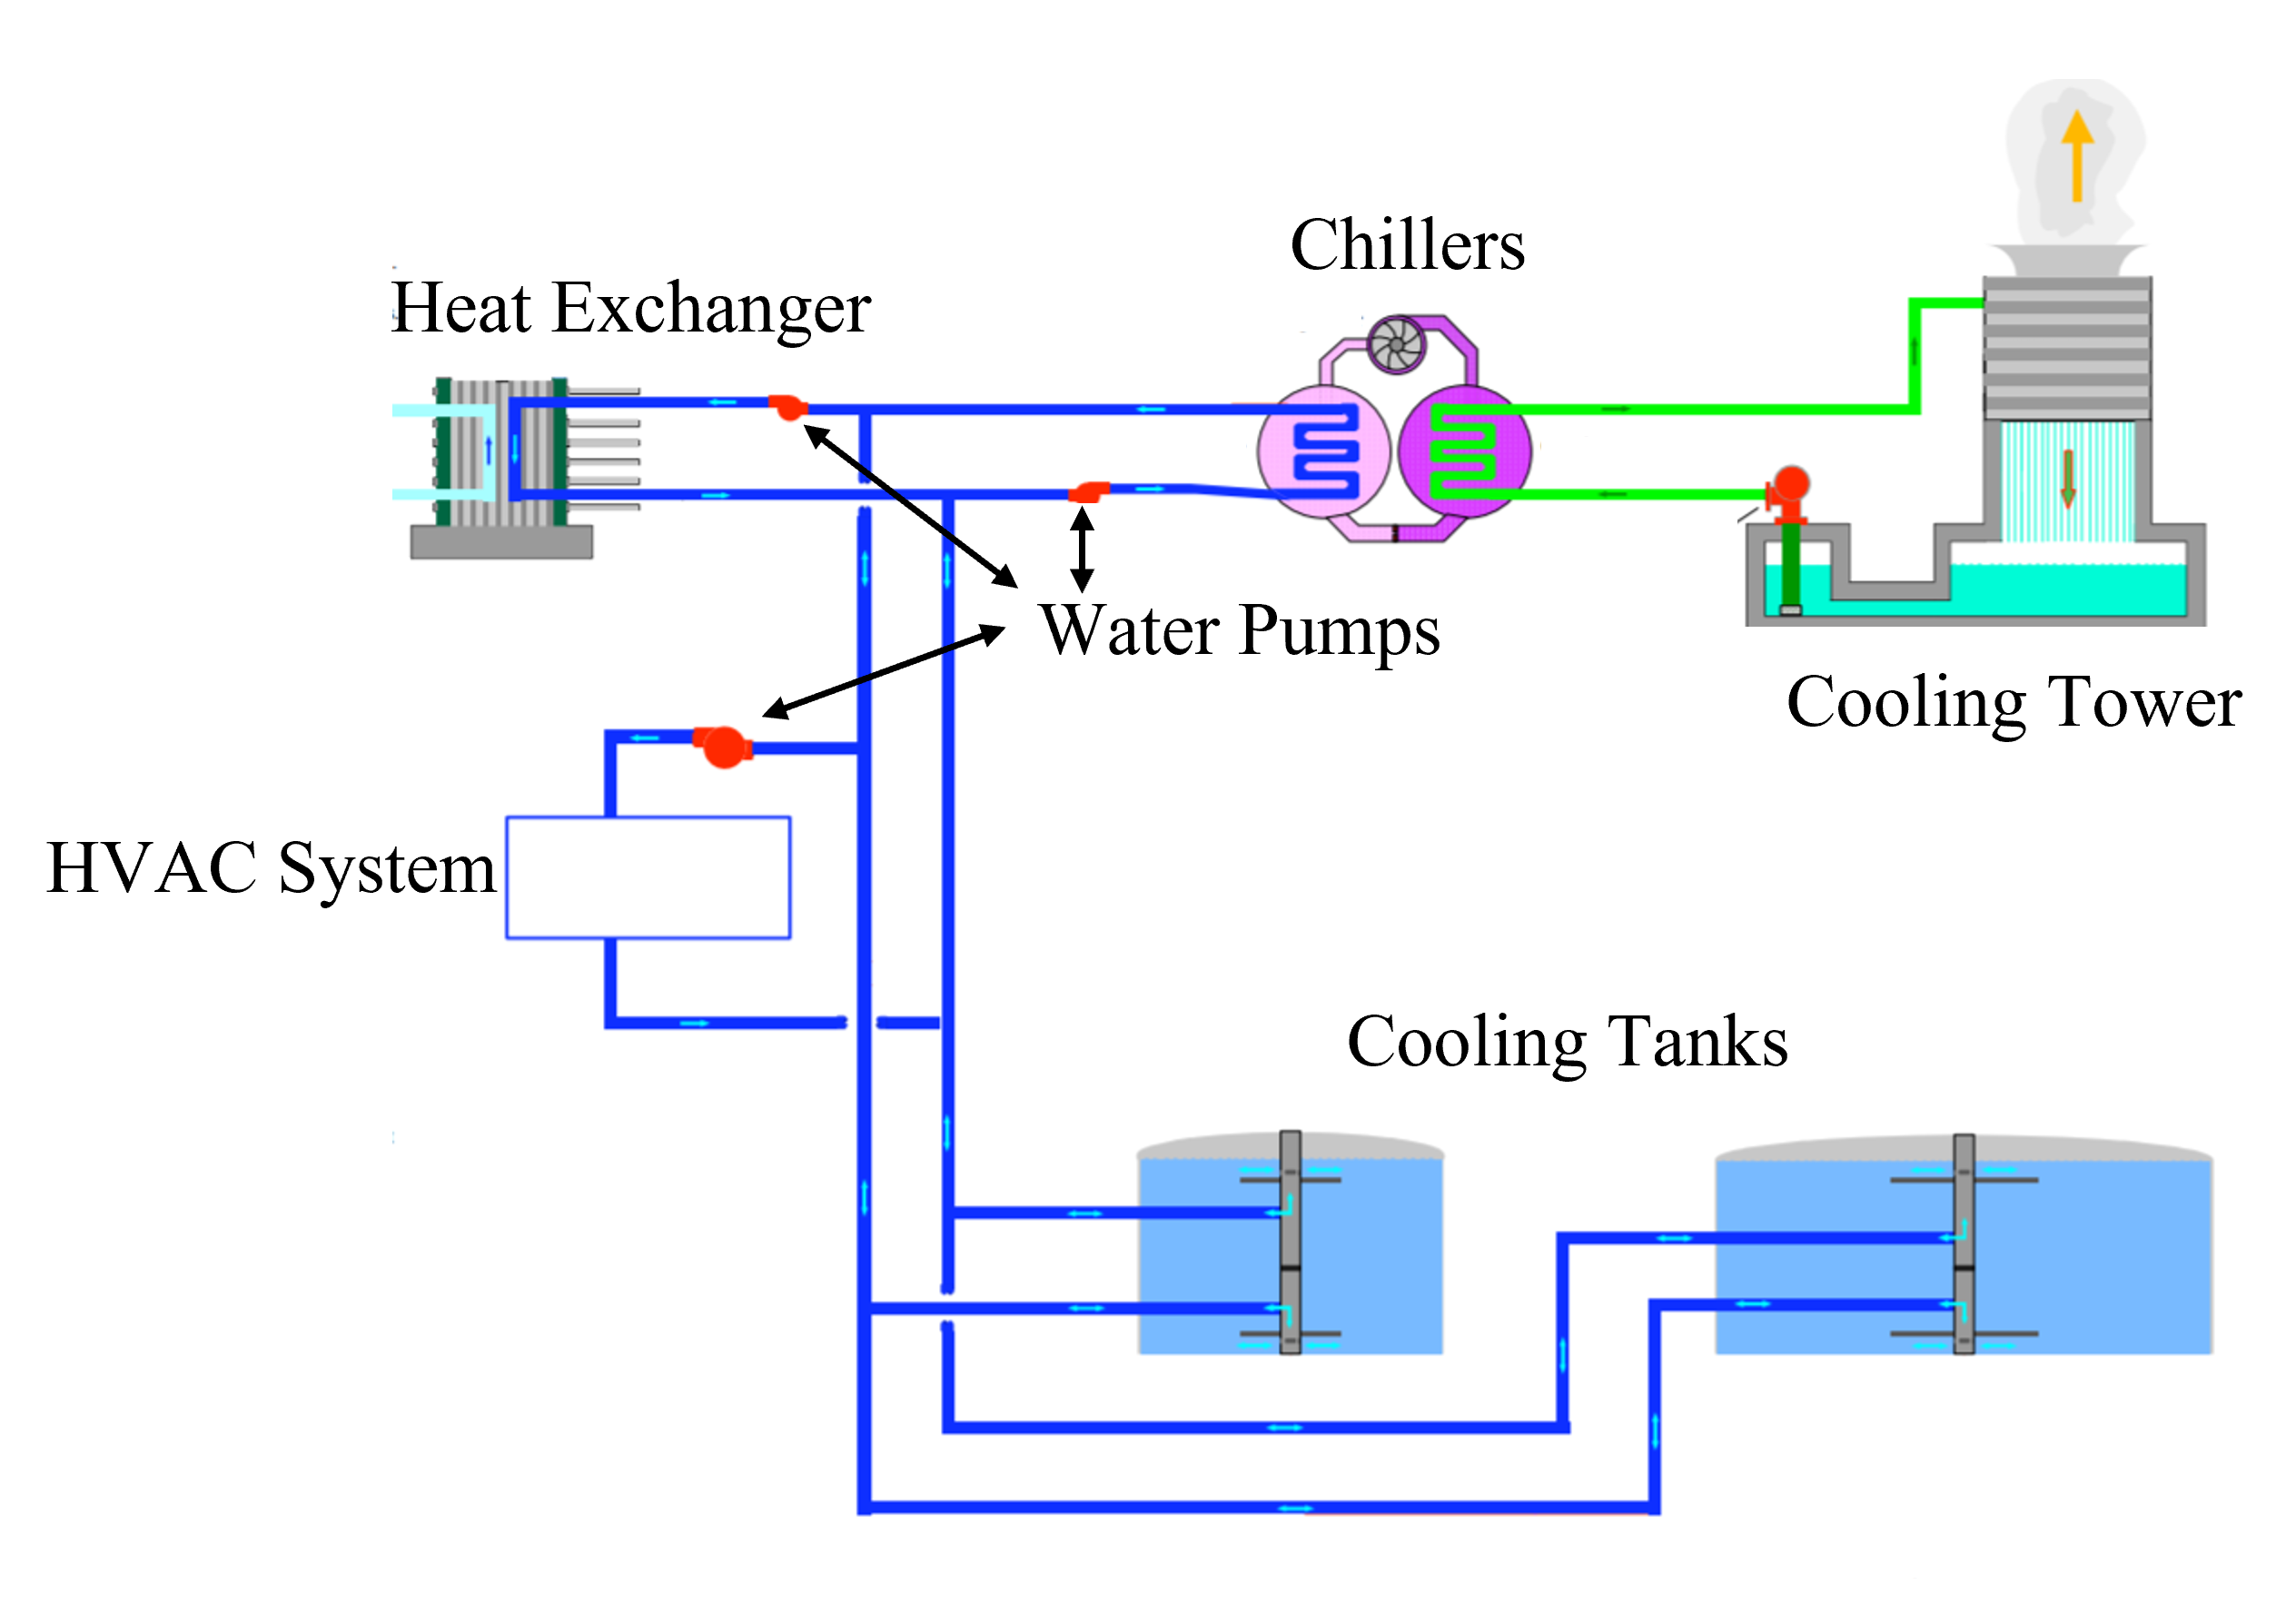 Chillers
Heat Exchanger
Water Pumps
Cooling Tower
HVAC System
Cooling Tanks